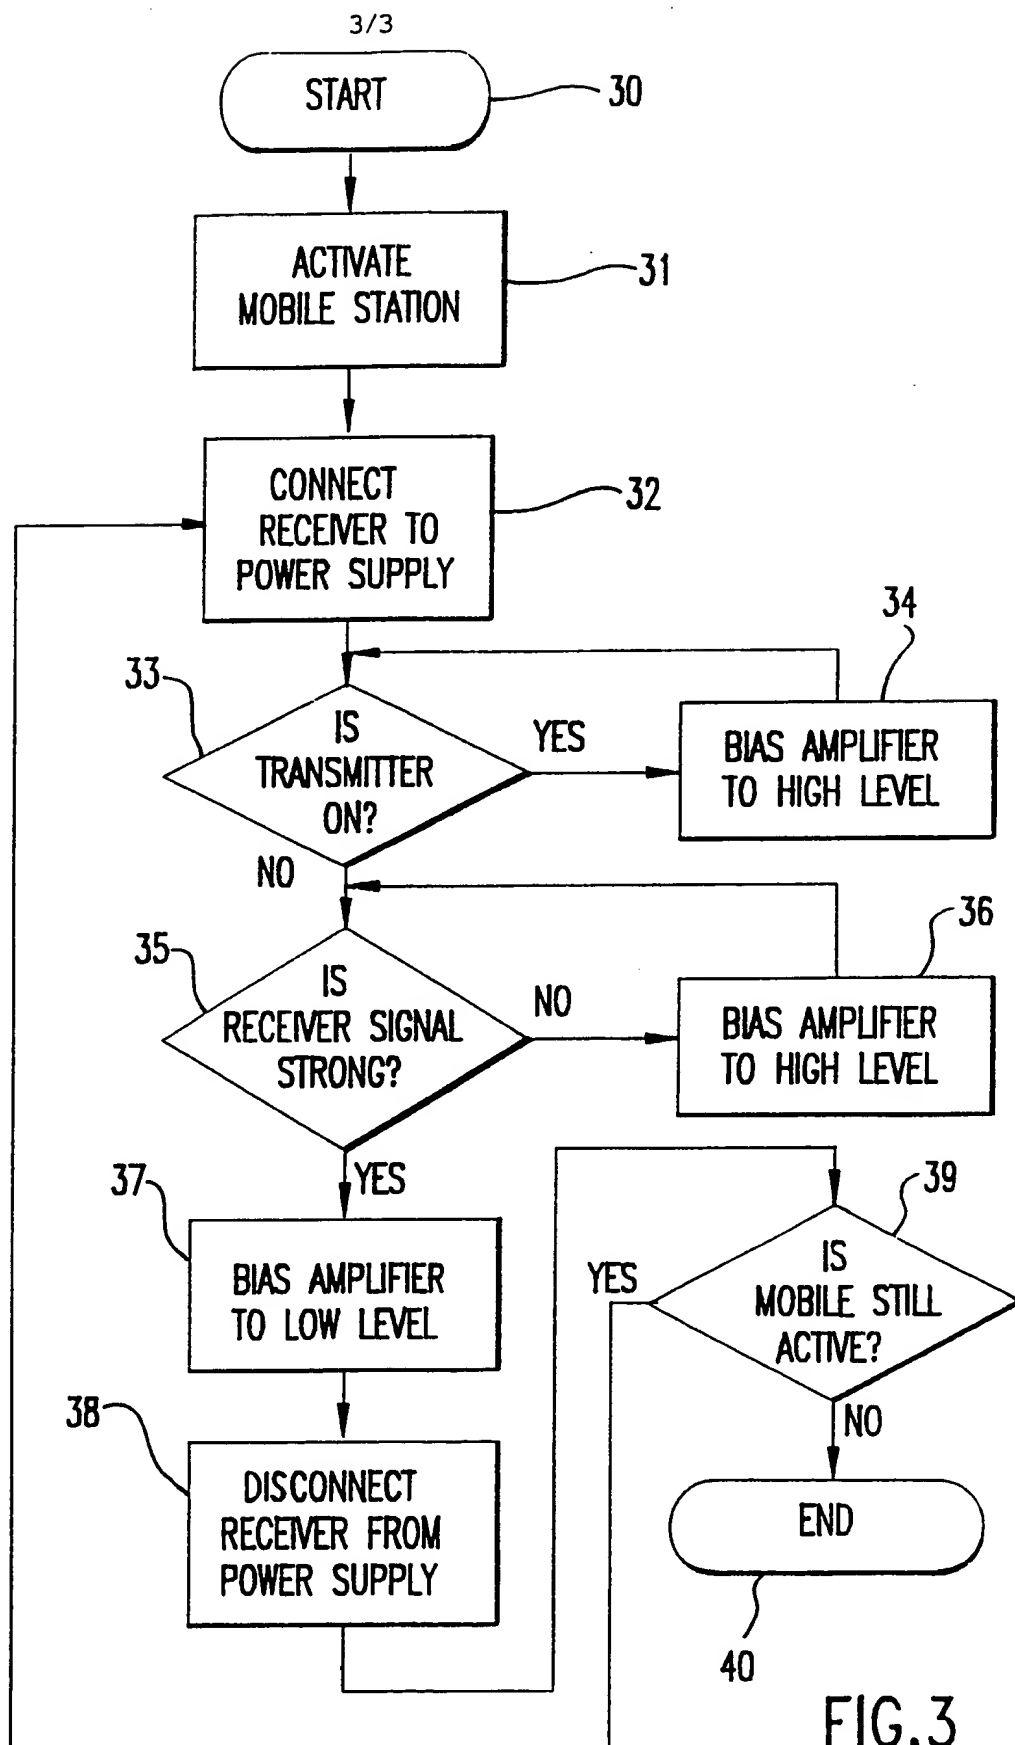 3/3
START
30
ACTIVATE
MOBILE STATION
31
CONNECT
RECEIVER TO
POWER SUPPLY
32
33
IS
TRANSMITTER
ON?
YES
34
BIAS AMPLIFIER
TO HIGH LEVEL
NO
35
IS
RECEIVER SIGNAL
STRONG?
NO
36
BIAS AMPLIFIER
TO HIGH LEVEL
YES
37
BIAS AMPLIFIER
TO LOW LEVEL
38
DISCONNECT
RECEIVER FROM
POWER SUPPLY
39
IS
MOBILE STILL
ACTIVE?
YES
NO
END
40
FIG.3